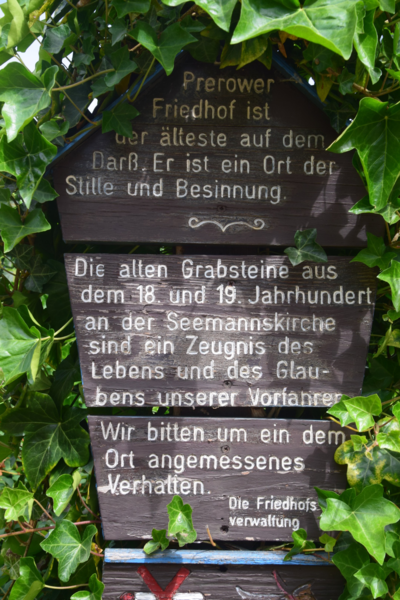 Prerower
Friedhof ist
der älteste auf dem
Darß. Er ist ein Ort der
Stille und Besinnung.
Die alten Grabsteine aus
dem 18. und 19. Jahrhundert
an der Seemannskirche
sind ein Zeugnis des
Lebens und des Glau-
bens unserer Vorfahren
Wir bitten um ein dem
Ort angemessenes
Verhalten.
Die Friedhofs
verwaltung